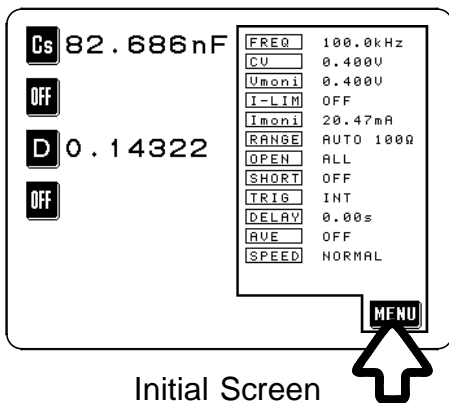 Cs 82.686nF
OFF
D 0.14322
OFF
FREQ 100.0kHz
CV 0.400V
Vmoni 0.400V
I-LIM OFF
Imoni 20.47mA
RANGE AUTO 100Ω
OPEN ALL
SHORT OFF
TRIG INT
DELAY 0.00s
AVE OFF
SPEED NORMAL
MENU
Initial Screen